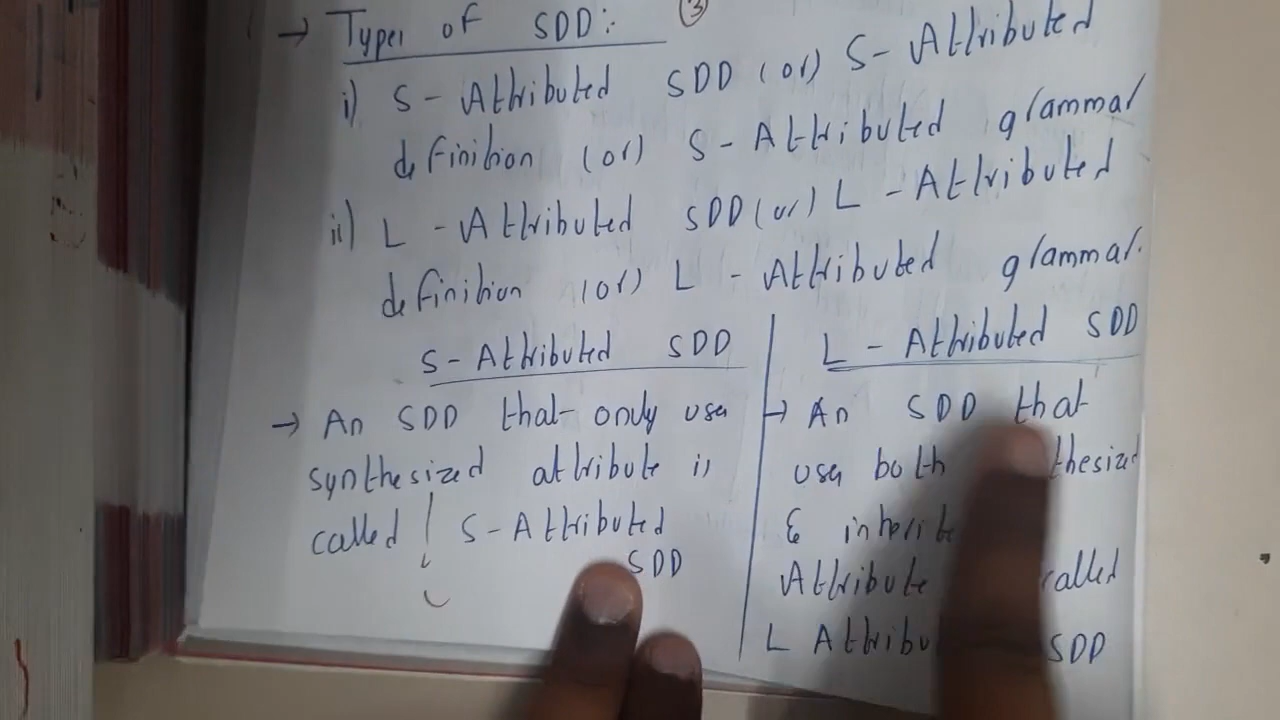 → Types of SDD: 3
i) S - Attributed SDD (or) S - Attributed
definition (or) S - Attributed grammar
ii) L - Attributed SDD (or) L - Attributed
definition (or) L - Attributed grammar.
S - Attributed SDD
→ An SDD that only uses
synthesized attribute is
called S - Attributed
SDD
L - Attributed SDD
→ An SDD that
uses both
& 
Attribute called
L SDD